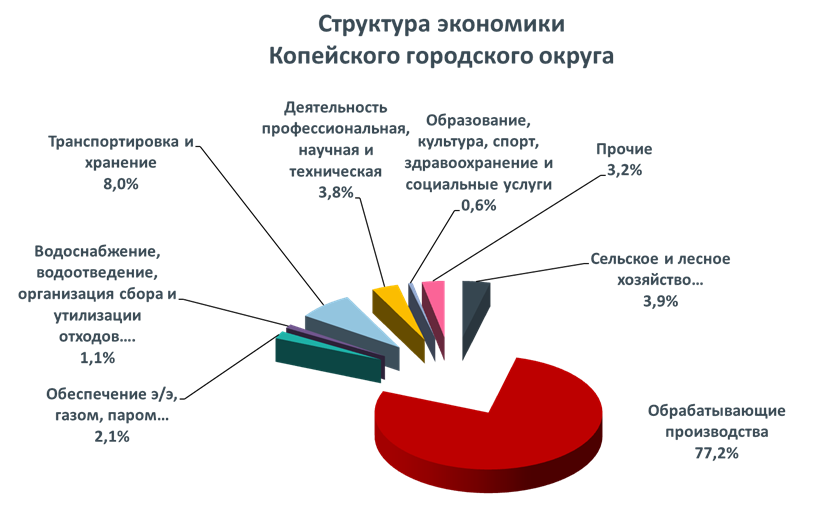 Структура экономики
Копейского городского округа
Деятельность
профессиональная,
научная и
техническая
3,8%
Образование,
культура, спорт,
здравоохранение и
социальные услуги
0,6%
Транспортировка и
хранение
8,0%
Прочие
3,2%
Водоснабжение,
водоотведение,
организация сбора и
утилизации
отходов....
1,1%
Сельское и лесное
хозяйство...
3,9%
Обеспечение э/э,
газом, паром...
2,1%
Обрабатывающие
производства
77,2%